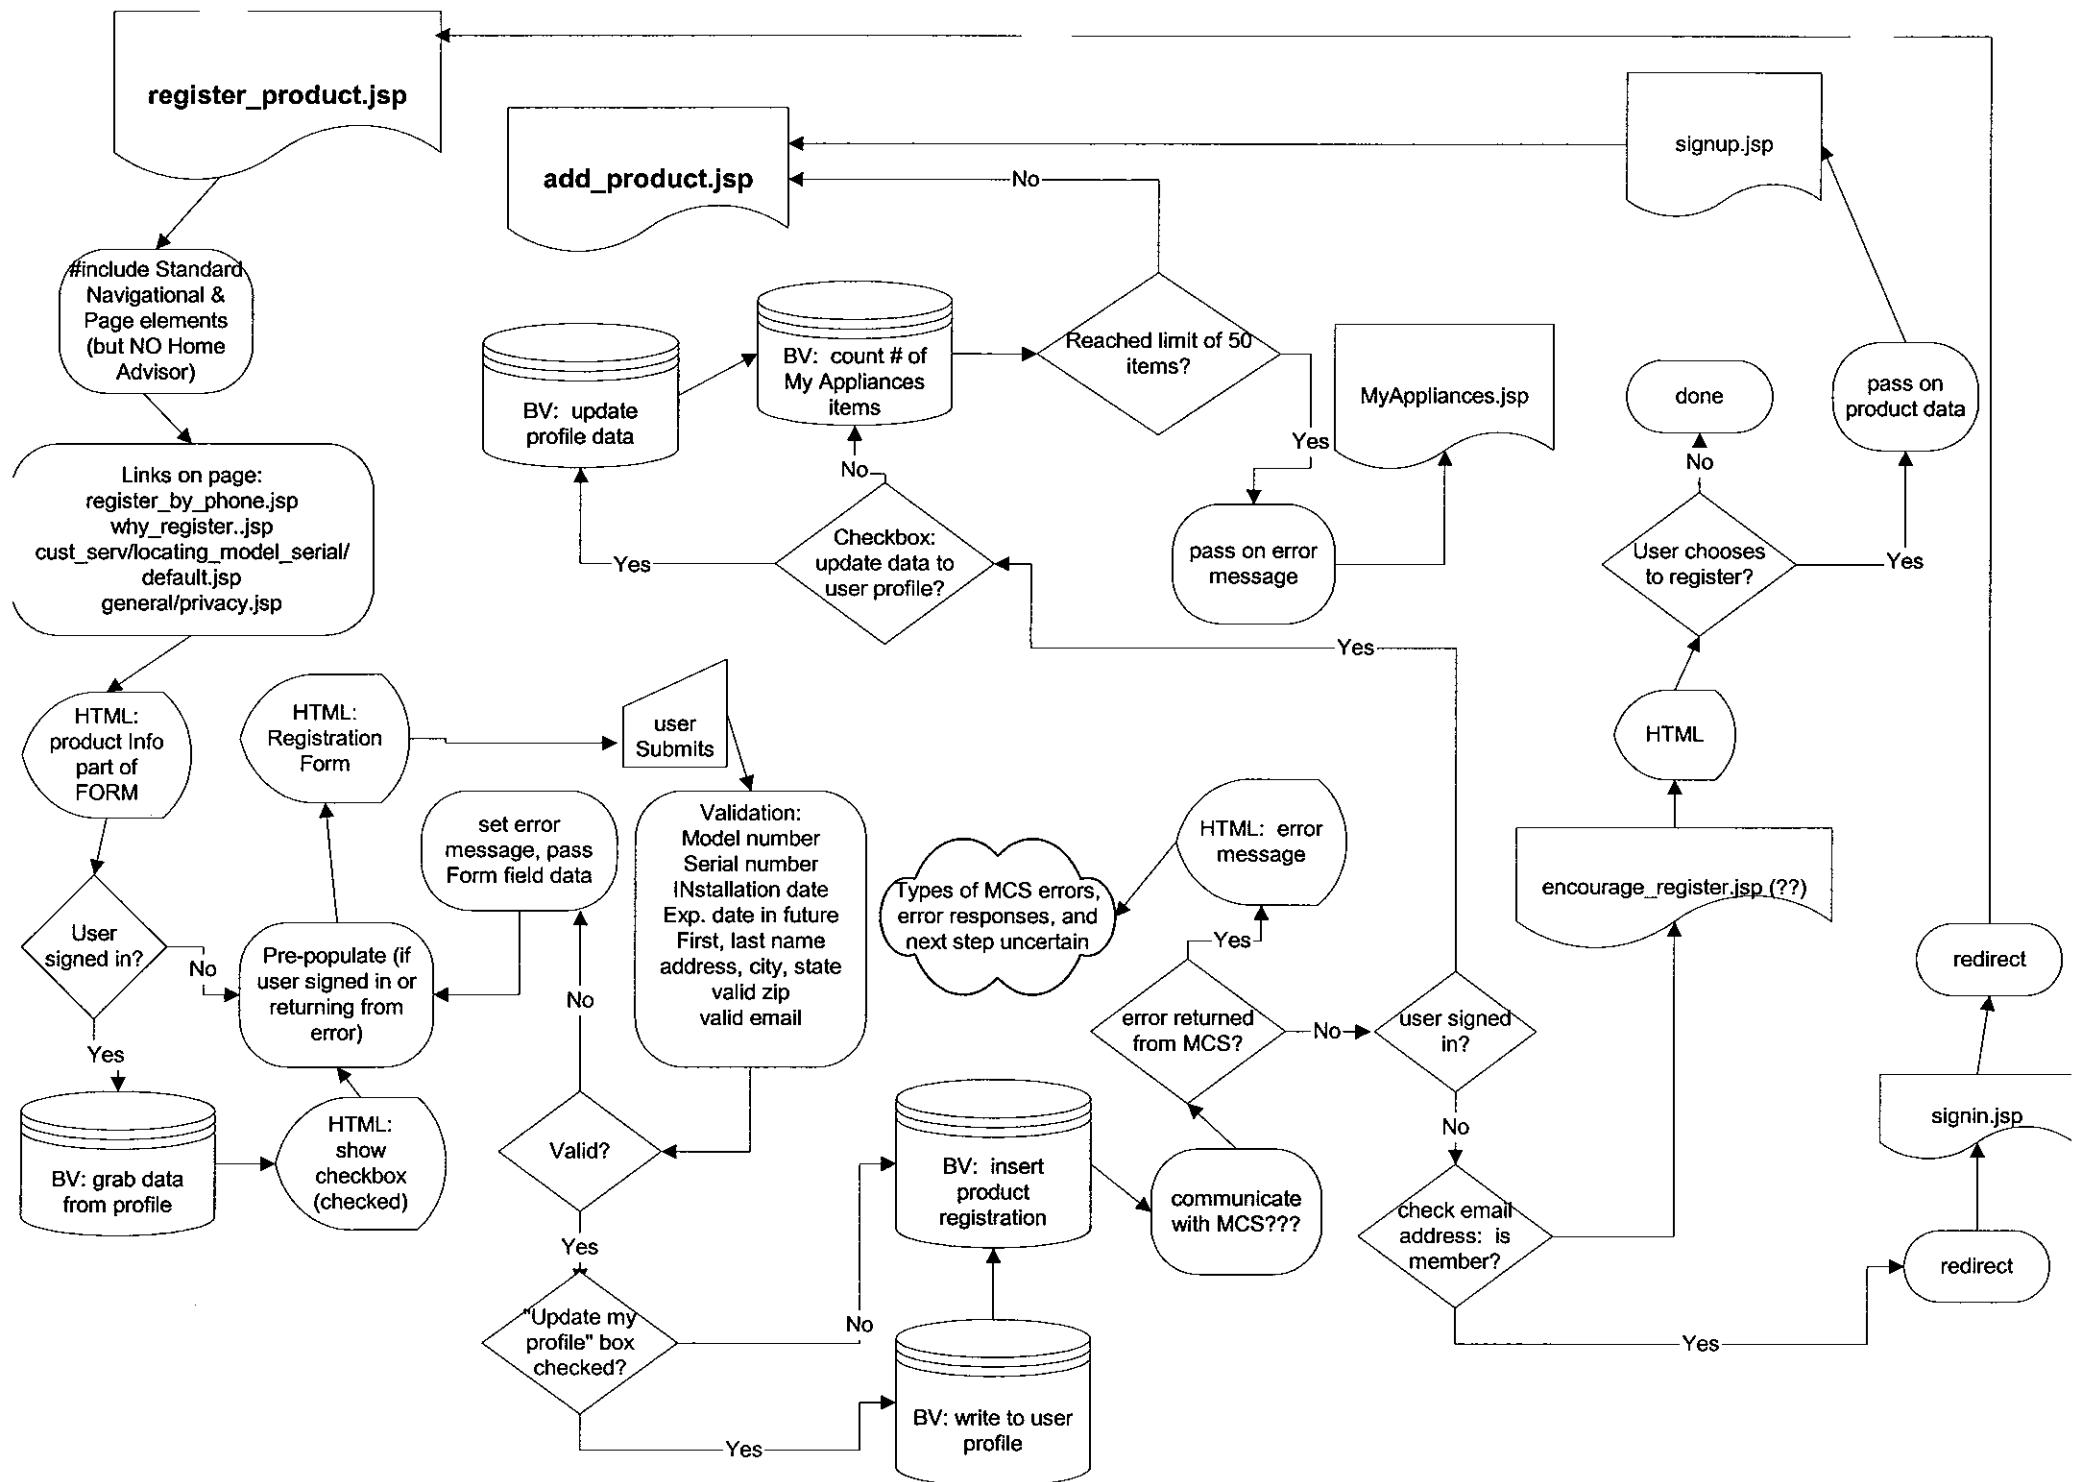 register_product.jsp
#include Standard
Navigational &
Page elements
(but NO Home
Advisor)
Links on page:
register_by_phone.jsp
why_register..jsp
cust_serv/locating_model_serial/
default.jsp
general/privacy.jsp
HTML:
product Info
part of
FORM
User
signed in?
No
Yes
BV: grab data
from profile
HTML:
show
checkbox
(checked)
Pre-populate (if
user signed in or
returning from
error)
HTML:
Registration
Form
user
Submits
set error
message, pass
Form field data
Validation:
Model number
Serial number
INstallation date
Exp. date in future
First, last name
address, city, state
valid zip
valid email
No
Valid?
Yes
"Update my
profile" box
checked?
No
Yes
BV: write to user
profile
BV: insert
product
registration
communicate
with MCS???
error returned
from MCS?
Yes
HTML: error
message
Types of MCS errors,
error responses, and
next step uncertain
No
user signed
in?
Yes
No
check email
address: is
member?
Yes
redirect
signin.jsp
redirect
encourage_register.jsp (??)
HTML
User chooses
to register?
No
done
Yes
pass on
product data
signup.jsp
Checkbox:
update data to
user profile?
Yes
No
BV: update
profile data
BV: count # of
My Appliances
items
Reached limit of 50
items?
No
add_product.jsp
Yes
pass on error
message
MyAppliances.jsp